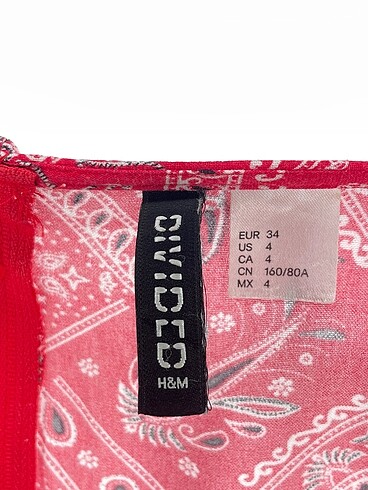 DIVIDED
H&M
EUR 34
US 4
CA 4
CN 160/80A
MX 4